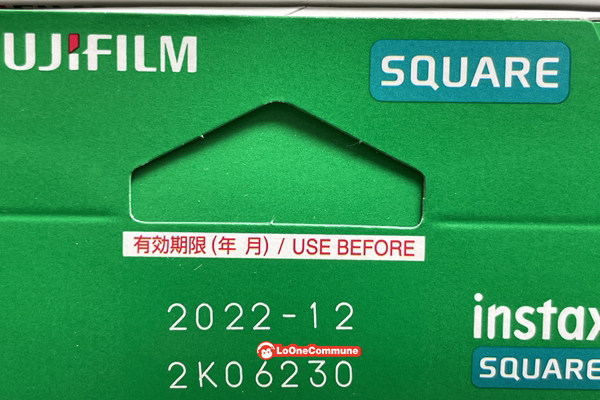 UJIFILM
SQUARE
有効期限(年 月) / USE BEFORE
2022-12
LoOneCommune
2K06230
instax
SQUARE